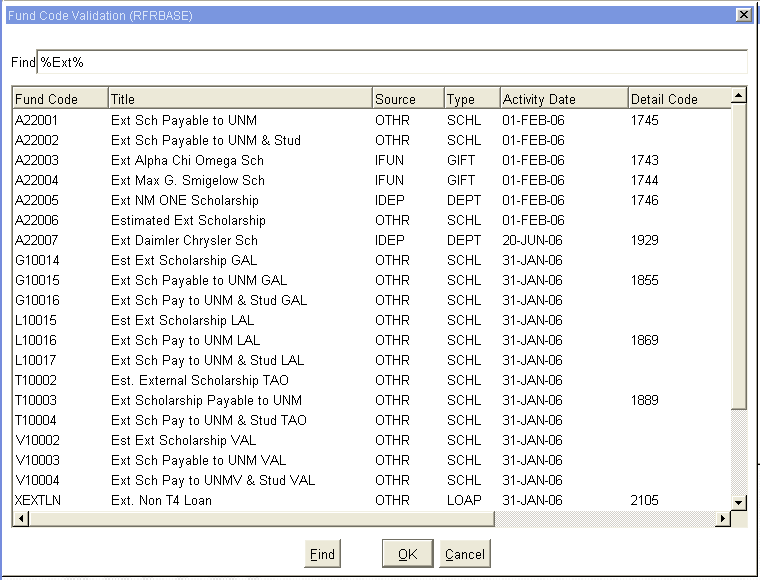 Fund Code Validation (RFRBASE)
Find %Ext%
Fund Code Title Source Type Activity Date Detail Code
A22001 Ext Sch Payable to UNM OTHR SCHL 01-FEB-06 1745
A22002 Ext Sch Payable to UNM & Stud OTHR SCHL 01-FEB-06
A22003 Ext Alpha Chi Omega Sch IFUN GIFT 01-FEB-06 1743
A22004 Ext Max G. Smigelow Sch IFUN GIFT 01-FEB-06 1744
A22005 Ext NM ONE Scholarship IDEP DEPT 01-FEB-06 1746
A22006 Estimated Ext Scholarship OTHR SCHL 01-FEB-06
A22007 Ext Daimler Chrysler Sch IDEP DEPT 20-JUN-06 1929
G10014 Est Ext Scholarship GAL OTHR SCHL 31-JAN-06
G10015 Ext Sch Payable to UNM GAL OTHR SCHL 31-JAN-06 1855
G10016 Ext Sch Pay to UNM & Stud GAL OTHR SCHL 31-JAN-06
L10015 Est Ext Scholarship LAL OTHR SCHL 31-JAN-06
L10016 Ext Sch Pay to UNM LAL OTHR SCHL 31-JAN-06 1869
L10017 Ext Sch Pay to UNM & Stud LAL OTHR SCHL 31-JAN-06
T10002 Est. External Scholarship TAO OTHR SCHL 31-JAN-06
T10003 Ext Scholarship Payable to UNM OTHR SCHL 31-JAN-06 1889
T10004 Ext Sch Pay to UNM & Stud TAO OTHR SCHL 31-JAN-06
V10002 Est Ext Scholarship VAL OTHR SCHL 31-JAN-06
V10003 Ext Sch Payable to UNM VAL OTHR SCHL 31-JAN-06
V10004 Ext Sch Pay to UNMV & Stud VAL OTHR SCHL 31-JAN-06
XEXTLN Ext. Non T4 Loan OTHR LOAP 31-JAN-06 2105
Find OK Cancel